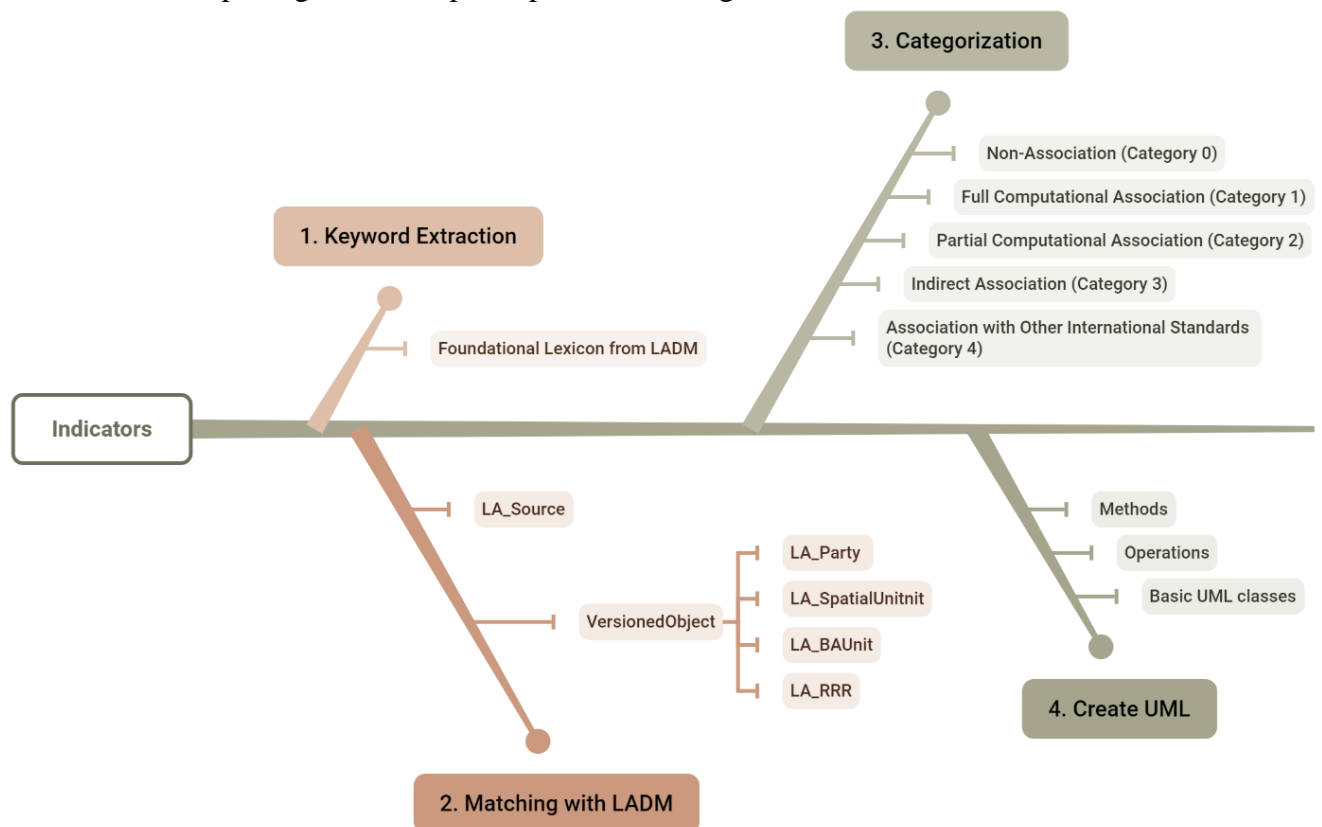 3. Categorization
Non-Association (Category 0)
Full Computational Association (Category 1)
1. Keyword Extraction
Partial Computational Association (Category 2)
Indirect Association (Category 3)
Association with Other International Standards
(Category 4)
Foundational Lexicon from LADM
Indicators
LA_Source
VersionedObject
LA_Party
LA_SpatialUnitnit
LA_BAUnit
LA_RRR
2. Matching with LADM
Methods
Operations
Basic UML classes
4. Create UML